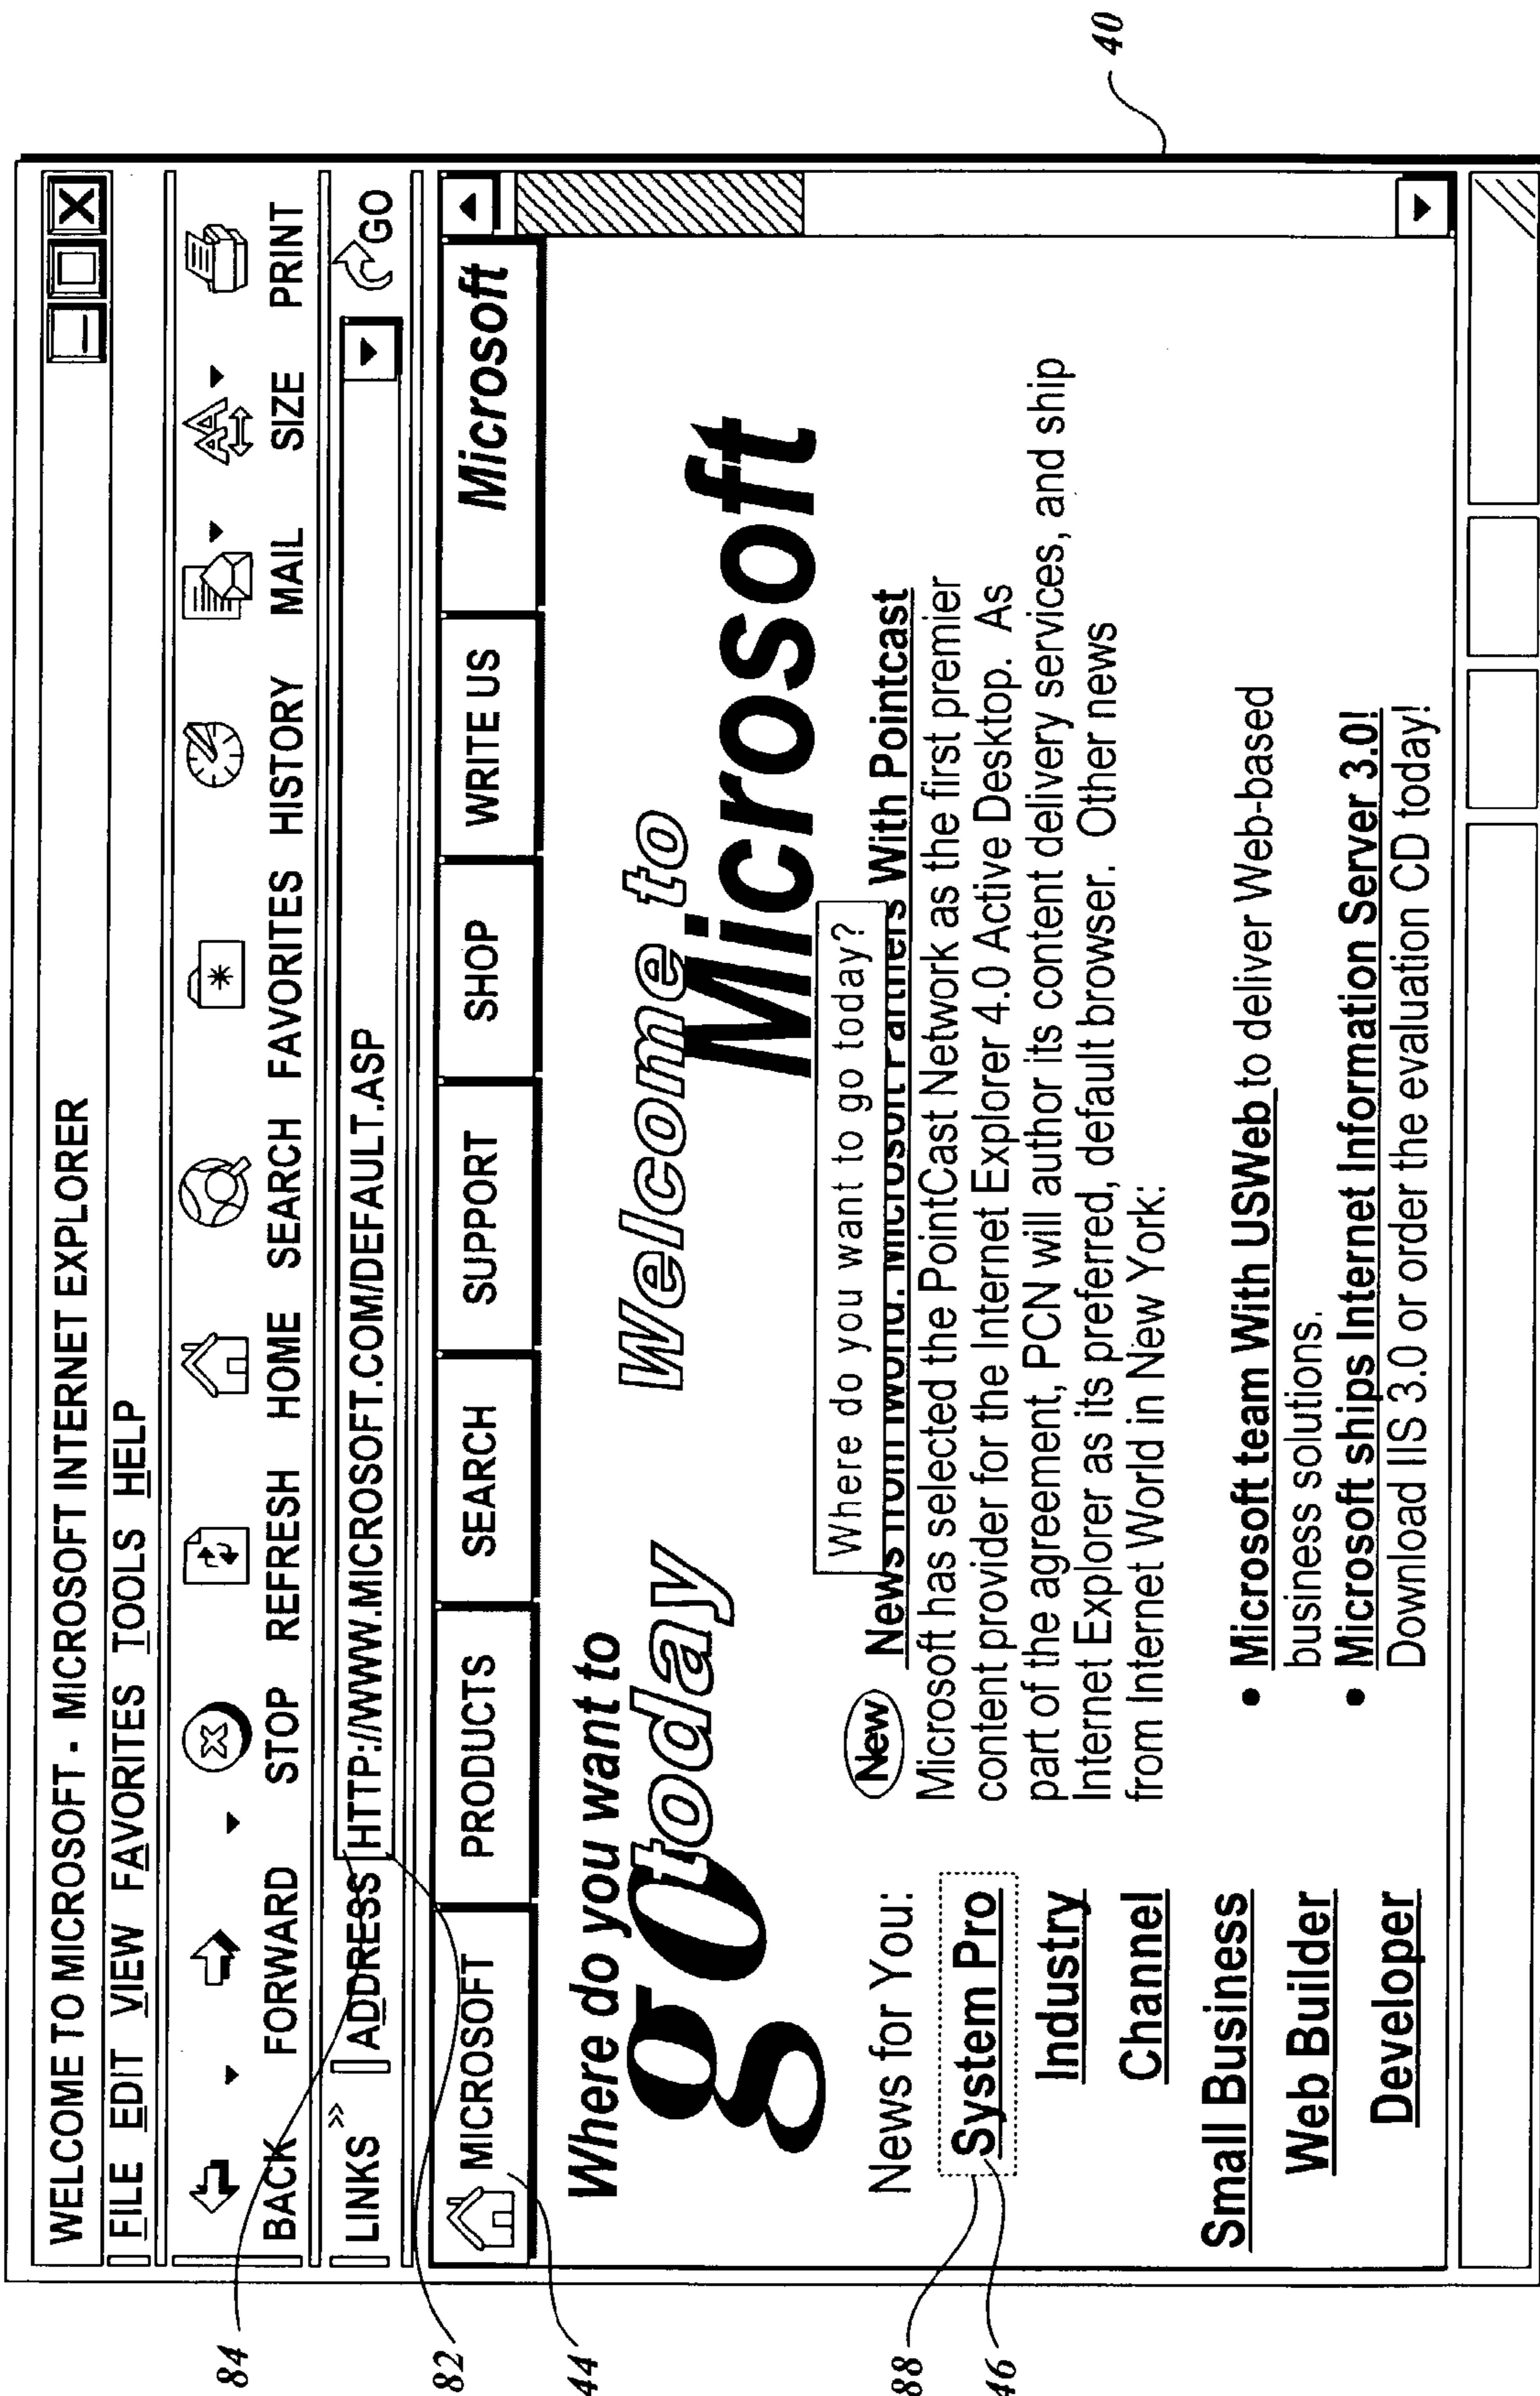 WELCOME TO MICROSOFT - MICROSOFT INTERNET EXPLORER
FILE EDIT VIEW FAVORITES TOOLS HELP
BACK FORWARD STOP REFRESH HOME SEARCH FAVORITES HISTORY MAIL SIZE PRINT
LINKS » ADDRESS HTTP://WWW.MICROSOFT.COM/DEFAULT.ASP GO
MICROSOFT PRODUCTS SEARCH SUPPORT SHOP WRITE US Microsoft
Where do you want to
go today
Welcome to
Microsoft
Where do you want to go today?
News for You:
System Pro
Industry
Channel
Small Business
Web Builder
Developer
New News from IWorld: Microsoft Partners With Pointcast
Microsoft has selected the PointCast Network as the first premier
content provider for the Internet Explorer 4.0 Active Desktop. As
part of the agreement, PCN will author its content delivery services, and ship
Internet Explorer as its preferred, default browser. Other news
from Internet World in New York:
• Microsoft team With USWeb to deliver Web-based
business solutions.
• Microsoft ships Internet Information Server 3.0!
Download IIS 3.0 or order the evaluation CD today!
84
82
44
88
46
40